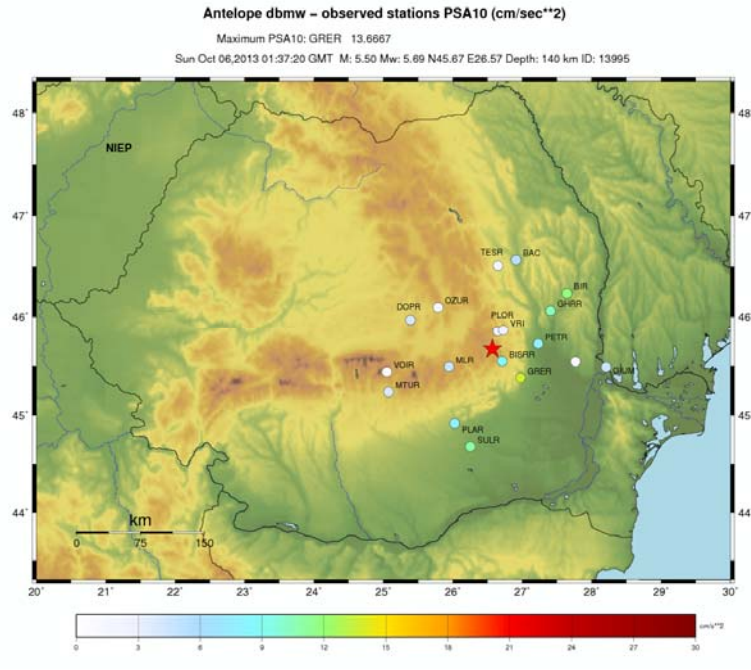 Antelope dbmw – observed stations PSA10 (cm/sec**2)
Maximum PSA10: GRER 13.6667
Sun Oct 06,2013 01:37:20 GMT M: 5.50 Mw: 5.69 N45.67 E26.57 Depth: 140 km ID: 13995
48˚ 48
NIEP
47˚ 47
TESR BAC
BIR
GHRR
OZUR
DOPR
46˚ 46
PLOR
VRI
PETR
BISRR
MLR
VOIR
GRER
MTUR
45˚ 45
PLAR
SULR
44˚ 44
km
0 75 150
20˚ 21˚ 22˚ 23˚ 24˚ 25˚ 26˚ 27˚ 28˚ 29˚ 30˚
cm/s**2
0 3 6 9 12 15 18 21 24 27 30